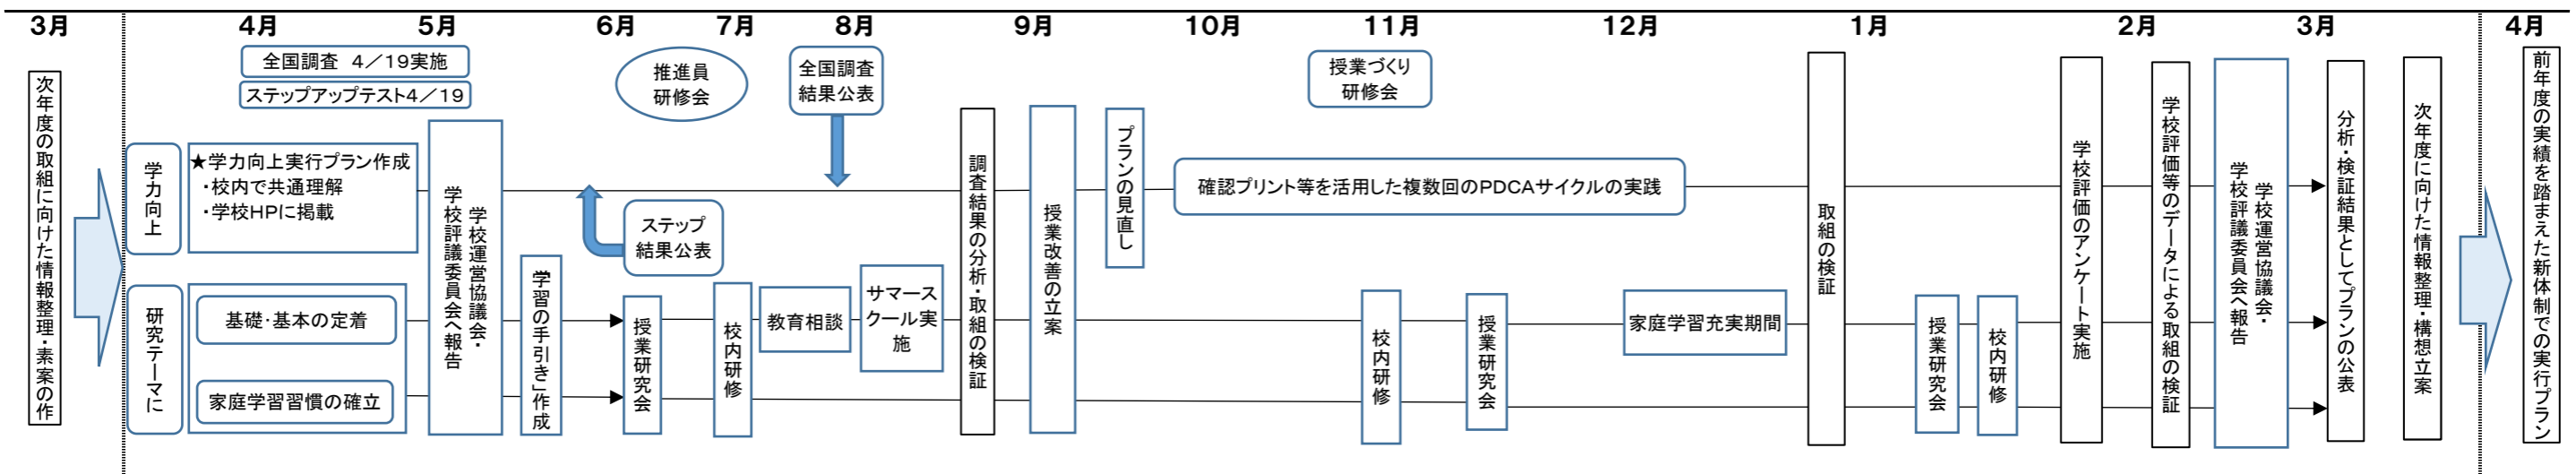 3月
4月
5月
6月
7月
8月
9月
10月
11月
12月
1月
2月
3月
4月
次年度の取組に向けた情報整理・素案の作
全国調査 4／19実施
ステップアップテスト4／19
学力向上
★学力向上実行プラン作成
・校内で共通理解
・学校HPに掲載
研究テーマに
基礎・基本の定着
家庭学習習慣の確立
学校運営協議会・
学校評議委員会へ報告
学習の手引き」作成
推進員
研修会
ステップ
結果公表
授業研究会
校内研修
全国調査
結果公表
教育相談
サマース
クール実
施
調査結果の分析・取組の検証
授業改善の立案
プランの見直し
授業づくり
研修会
確認プリント等を活用した複数回のPDCAサイクルの実践
校内研修
授業研究会
家庭学習充実期間
取組の検証
授業研究会
校内研修
学校評価のアンケート実施
学校評価等のデータによる取組の検証
学校運営協議会・
学校評議委員会へ報告
分析・検証結果としてプランの公表
次年度に向けた情報整理・構想立案
前年度の実績を踏まえた新体制での実行プラン